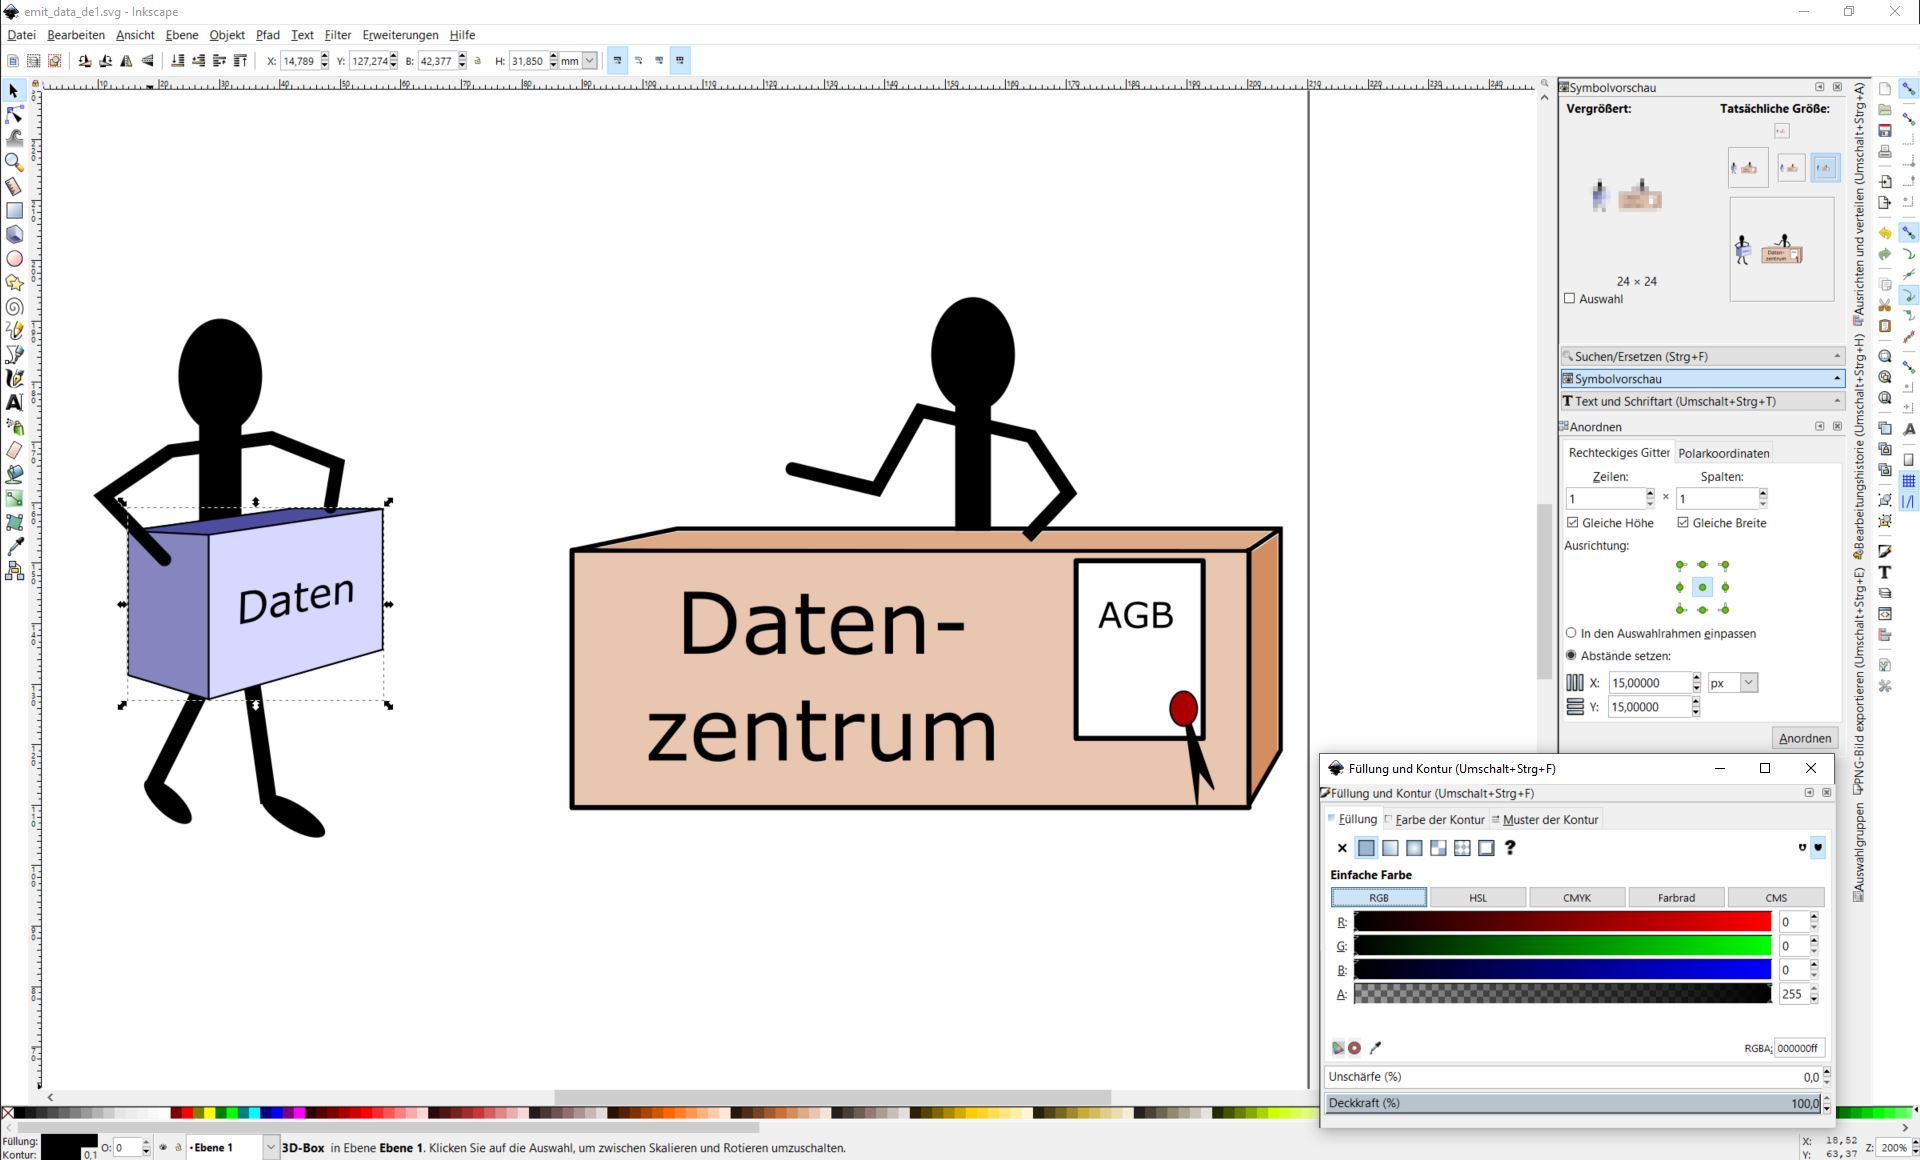 emit_data_de1.svg - Inkscape
Datei Bearbeiten Ansicht Ebene Objekt Pfad Text Filter Erweiterungen Hilfe
X: 14,789 Y: 127,274 B: 42,377 H: 31,850 mm
Symbolvorschau
Vergrößert: Tatsächliche Größe:
24 × 24
Auswahl
Suchen/Ersetzen (Strg+F)
Symbolvorschau
Text und Schriftart (Umschalt+Strg+T)
Anordnen
Rechteckiges Gitter Polarkoordinaten
Zeilen: Spalten:
1 × 1
Gleiche Höhe Gleiche Breite
Ausrichtung:
In den Auswahlrahmen einpassen
Abstände setzen:
X: 15,00000 px
Y: 15,00000
Anordnen
Ausrichten und verteilen (Umschalt+Strg+A)
Bearbeitungshistorie (Umschalt+Strg+H)
PNG-Bild exportieren (Umschalt+Strg+E)
Auswahlgruppen
Daten
Daten-
zentrum
AGB
Füllung und Kontur (Umschalt+Strg+F)
Füllung und Kontur (Umschalt+Strg+F)
Füllung Farbe der Kontur Muster der Kontur
Einfache Farbe
RGB HSL CMYK Farbrad CMS
R: 0
G: 0
B: 0
A: 255
RGBA: 000000ff
Unschärfe (%) 0,0
Deckkraft (%) 100,0
Füllung:
Kontur: 0,1
O: 0
Ebene 1
3D-Box in Ebene Ebene 1. Klicken Sie auf die Auswahl, um zwischen Skalieren und Rotieren umzuschalten.
X: 18,52
Y: 63,37
Z: 200%